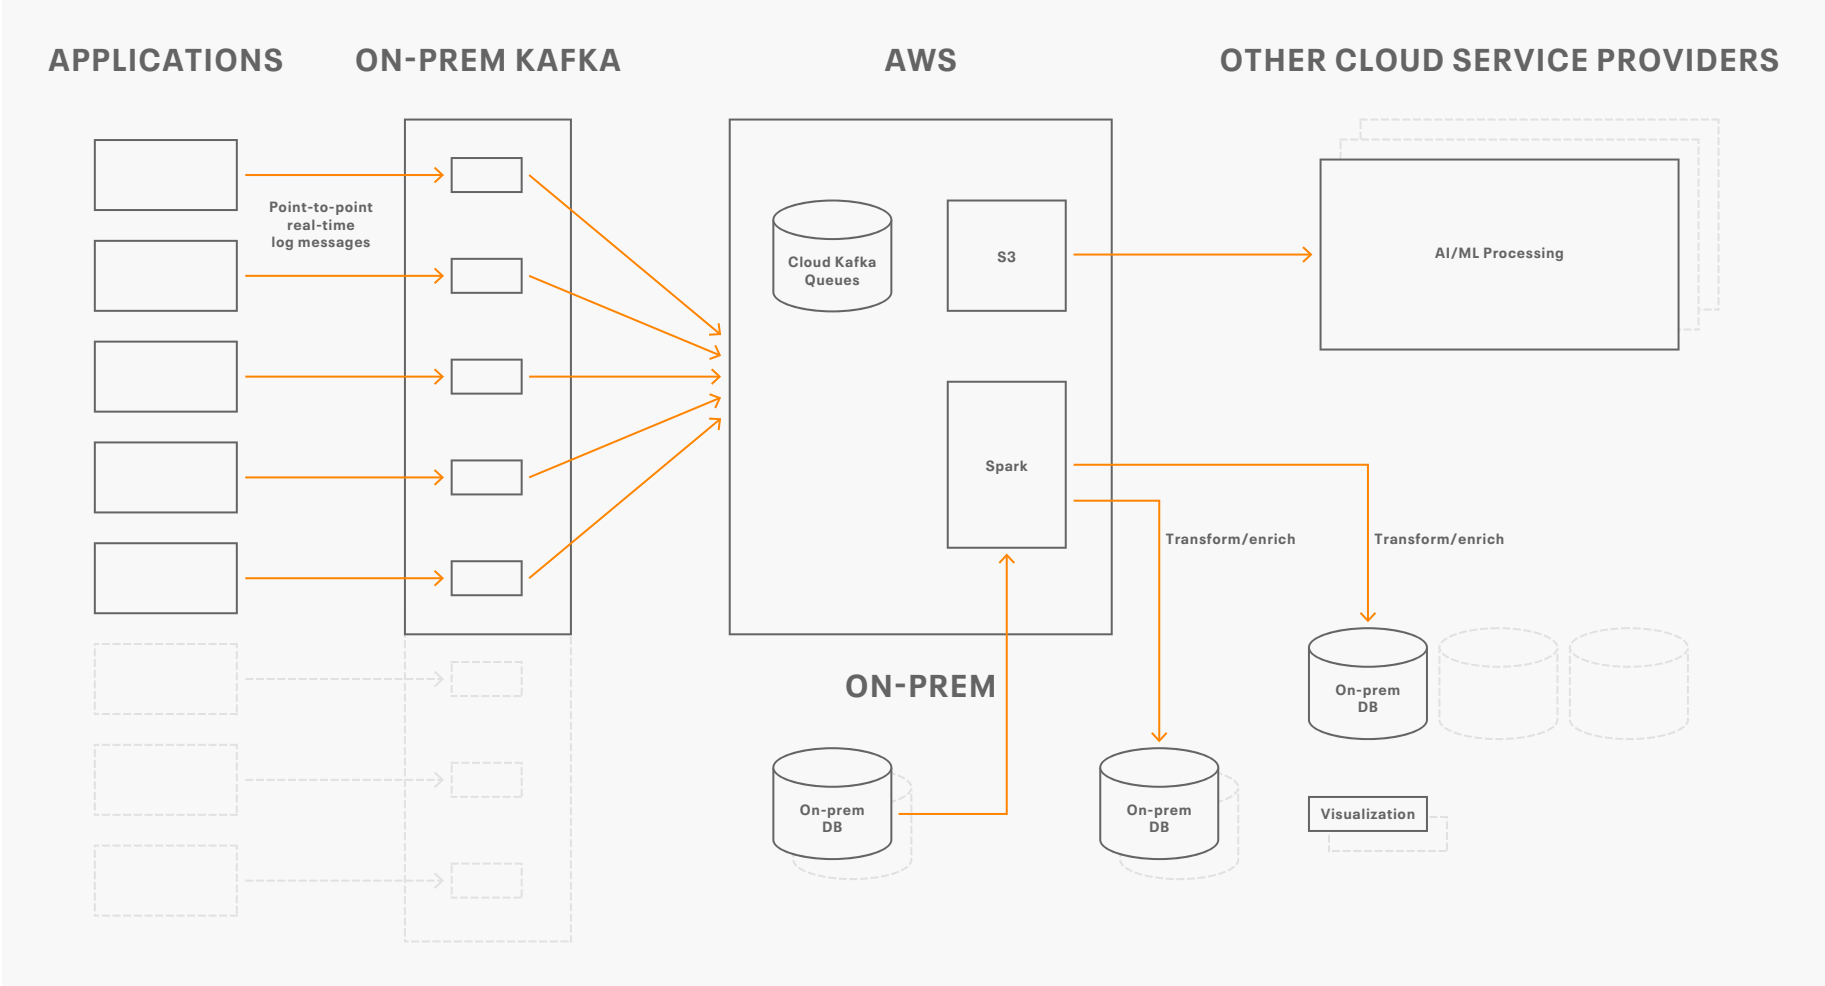 APPLICATIONS
ON-PREM KAFKA
AWS
OTHER CLOUD SERVICE PROVIDERS
Point-to-point
real-time
log messages
Cloud Kafka
Queues
S3
AI/ML Processing
Spark
Transform/enrich
Transform/enrich
ON-PREM
On-prem
DB
On-prem
DB
On-prem
DB
Visualization